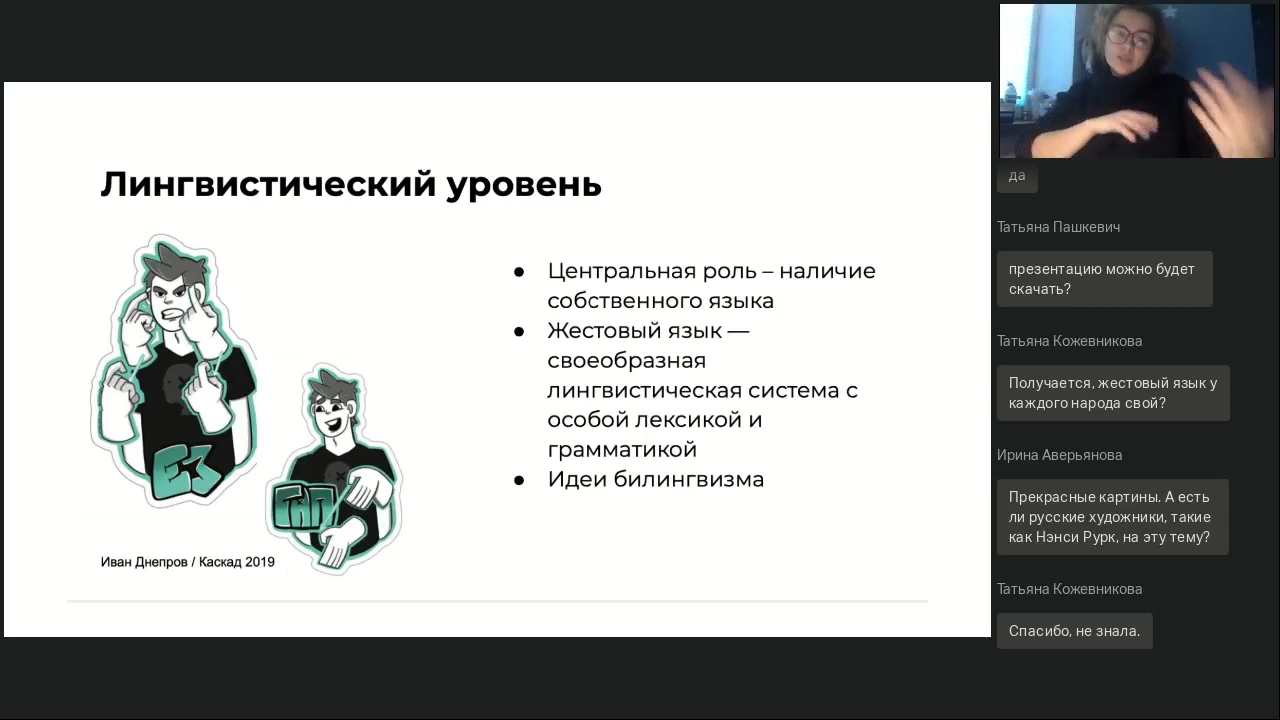 Лингвистический уровень
ЕЗ
ГАП
● Центральная роль – наличие
собственного языка
● Жестовый язык —
своеобразная
лингвистическая система с
особой лексикой и
грамматикой
● Идеи билингвизма
Иван Днепров / Каскад 2019
да
Татьяна Пашкевич
презентацию можно будет
скачать?
Татьяна Кожевникова
Получается, жестовый язык у
каждого народа свой?
Ирина Аверьянова
Прекрасные картины. А есть
ли русские художники, такие
как Нэнси Рурк, на эту тему?
Татьяна Кожевникова
Спасибо, не знала.